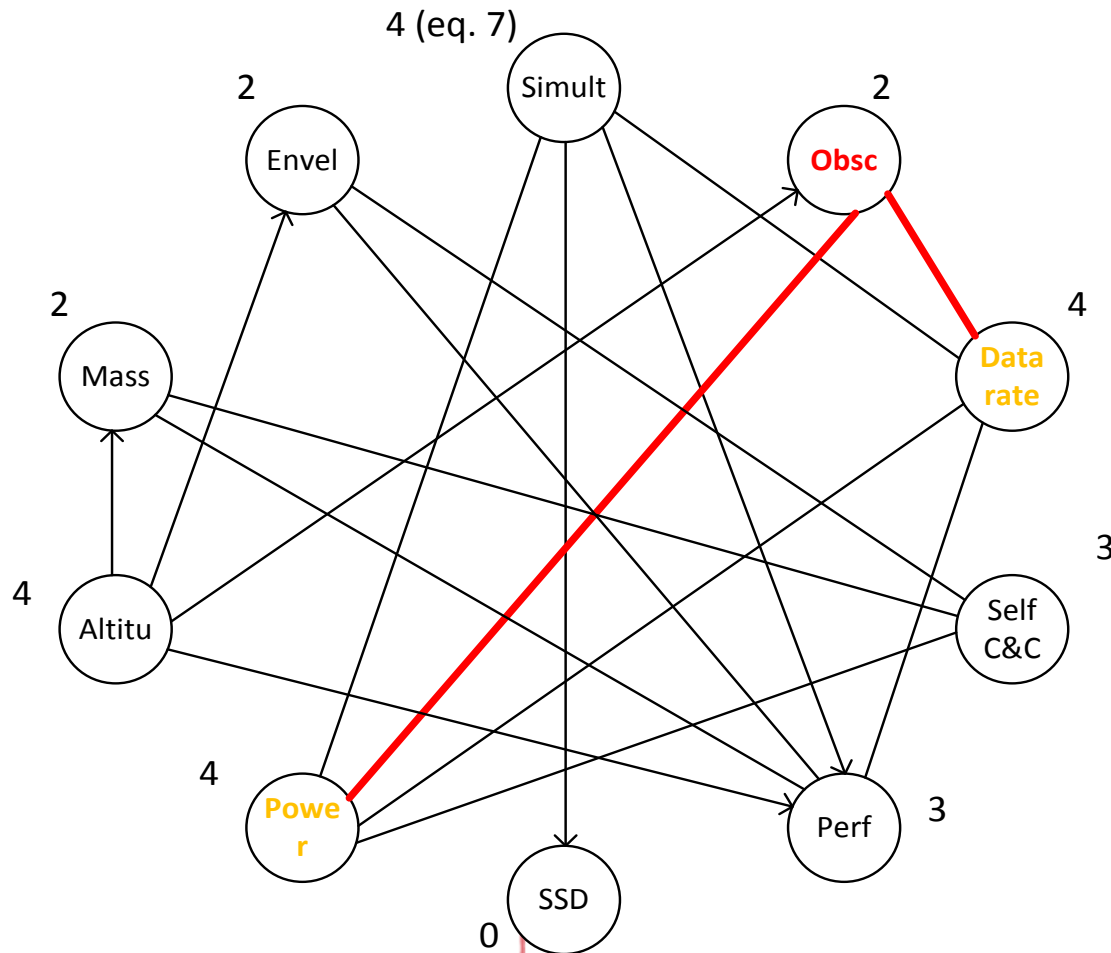 4 (eq. 7)
Simult
2
Envel
2
Obsc
2
Mass
4
Data
rate
4
Altitu
3
Self
C&C
4
Powe
r
Perf
3
SSD
0